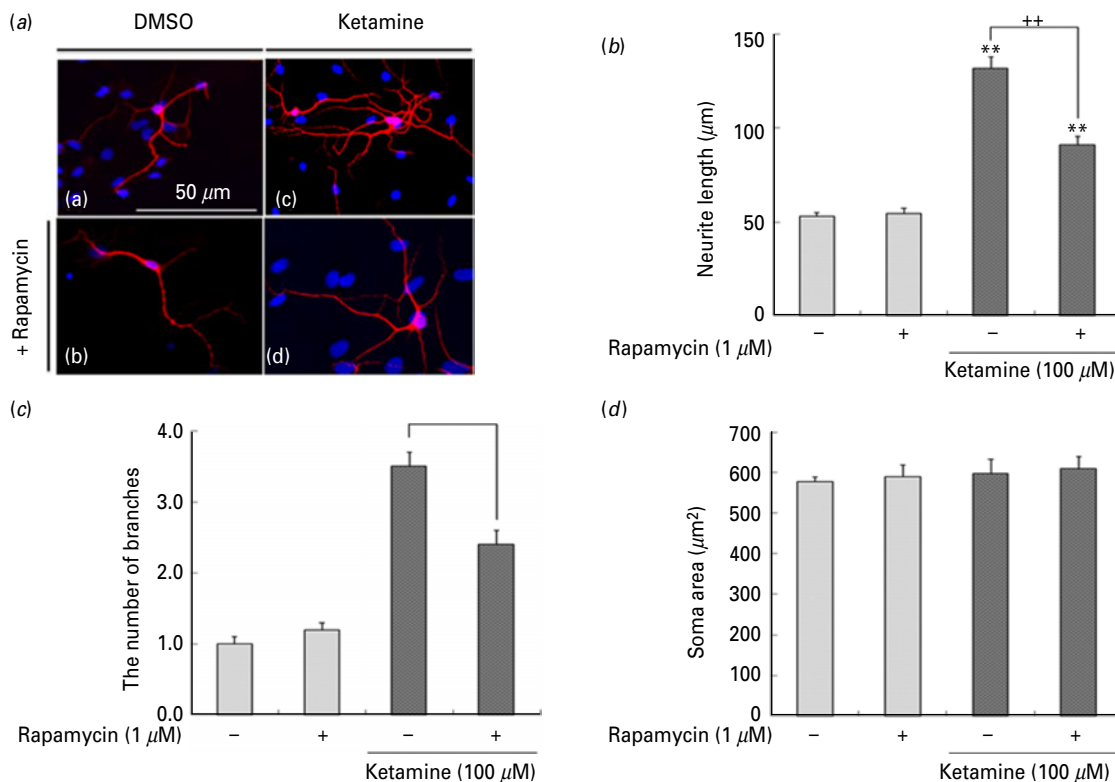 (a)
DMSO
Ketamine
(a)
50 μm
(c)
+ Rapamycin
(b)
(d)
(b)
++
150
**
**
100
50
0
Neurite length (μm)
– + – +
Rapamycin (1 μM)
Ketamine (100 μM)
(c)
4.0
3.0
2.0
1.0
0.0
The number of branches
– + – +
Rapamycin (1 μM)
Ketamine (100 μM)
(d)
700
600
500
400
300
200
100
0
Soma area (μm²)
– + – +
Rapamycin (1 μM)
Ketamine (100 μM)